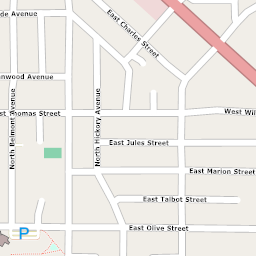 de Avenue
East Charles Street
nwood Avenue
North Belmont Avenue
North Hickory Avenue
st Thomas Street
West Wil
East Jules Street
East Marion Street
East Talbot Street
East Olive Street
P